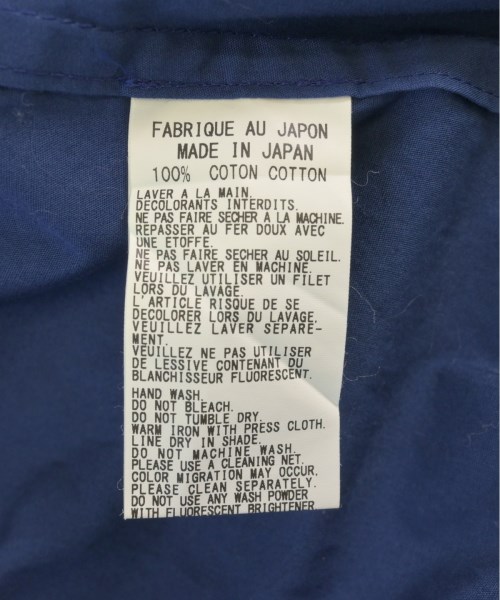 FABRIQUE AU JAPON
MADE IN JAPAN
100% COTON COTTON
LAVER A LA MAIN.
DECOLORANTS INTERDITS.
NE PAS FAIRE SECHER A LA MACHINE.
REPASSER AU FER DOUX AVEC
UNE ETOFFE.
NE PAS FAIRE SECHER AU SOLEIL.
NE PAS LAVER EN MACHINE.
VEUILLEZ UTILISER UN FILET
LORS DU LAVAGE.
L'ARTICLE RISQUE DE SE
DECOLORER LORS DU LAVAGE.
VEUILLEZ LAVER SEPARE-
MENT.
VEUILLEZ NE PAS UTILISER
DE LESSIVE CONTENANT DU
BLANCHISSEUR FLUORESCENT.
HAND WASH.
DO NOT BLEACH.
DO NOT TUMBLE DRY.
WARM IRON WITH PRESS CLOTH.
LINE DRY IN SHADE.
DO NOT MACHINE WASH.
PLEASE USE A CLEANING NET.
COLOR MIGRATION MAY OCCUR.
PLEASE CLEAN SEPARATELY.
DO NOT USE ANY WASH POWDER
WITH FLUORESCENT BRIGHTENER